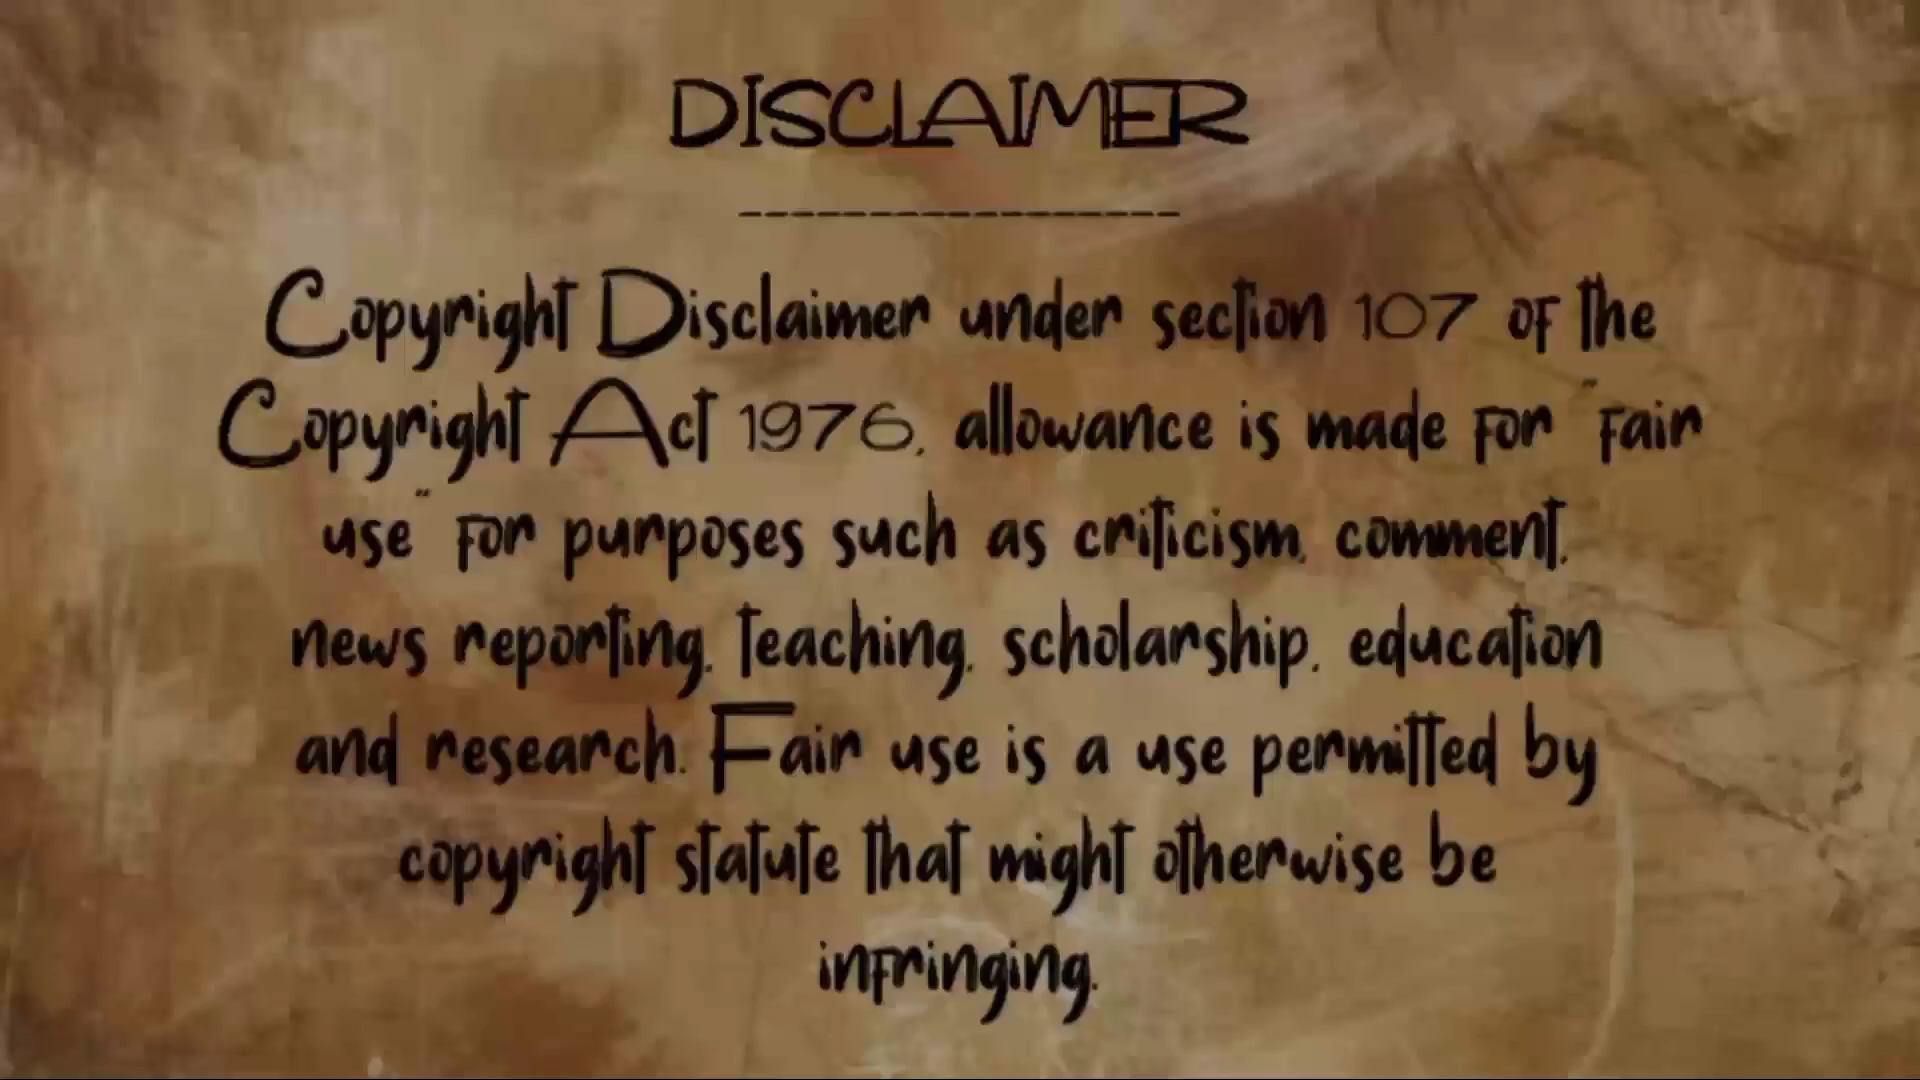 DISCLAIMER
----------------
Copyright Disclaimer under section 107 of the
Copyright Act 1976, allowance is made for "fair
use" for purposes such as criticism, comment,
news reporting, teaching, scholarship, education
and research. Fair use is a use permitted by
copyright statute that might otherwise be
infringing.